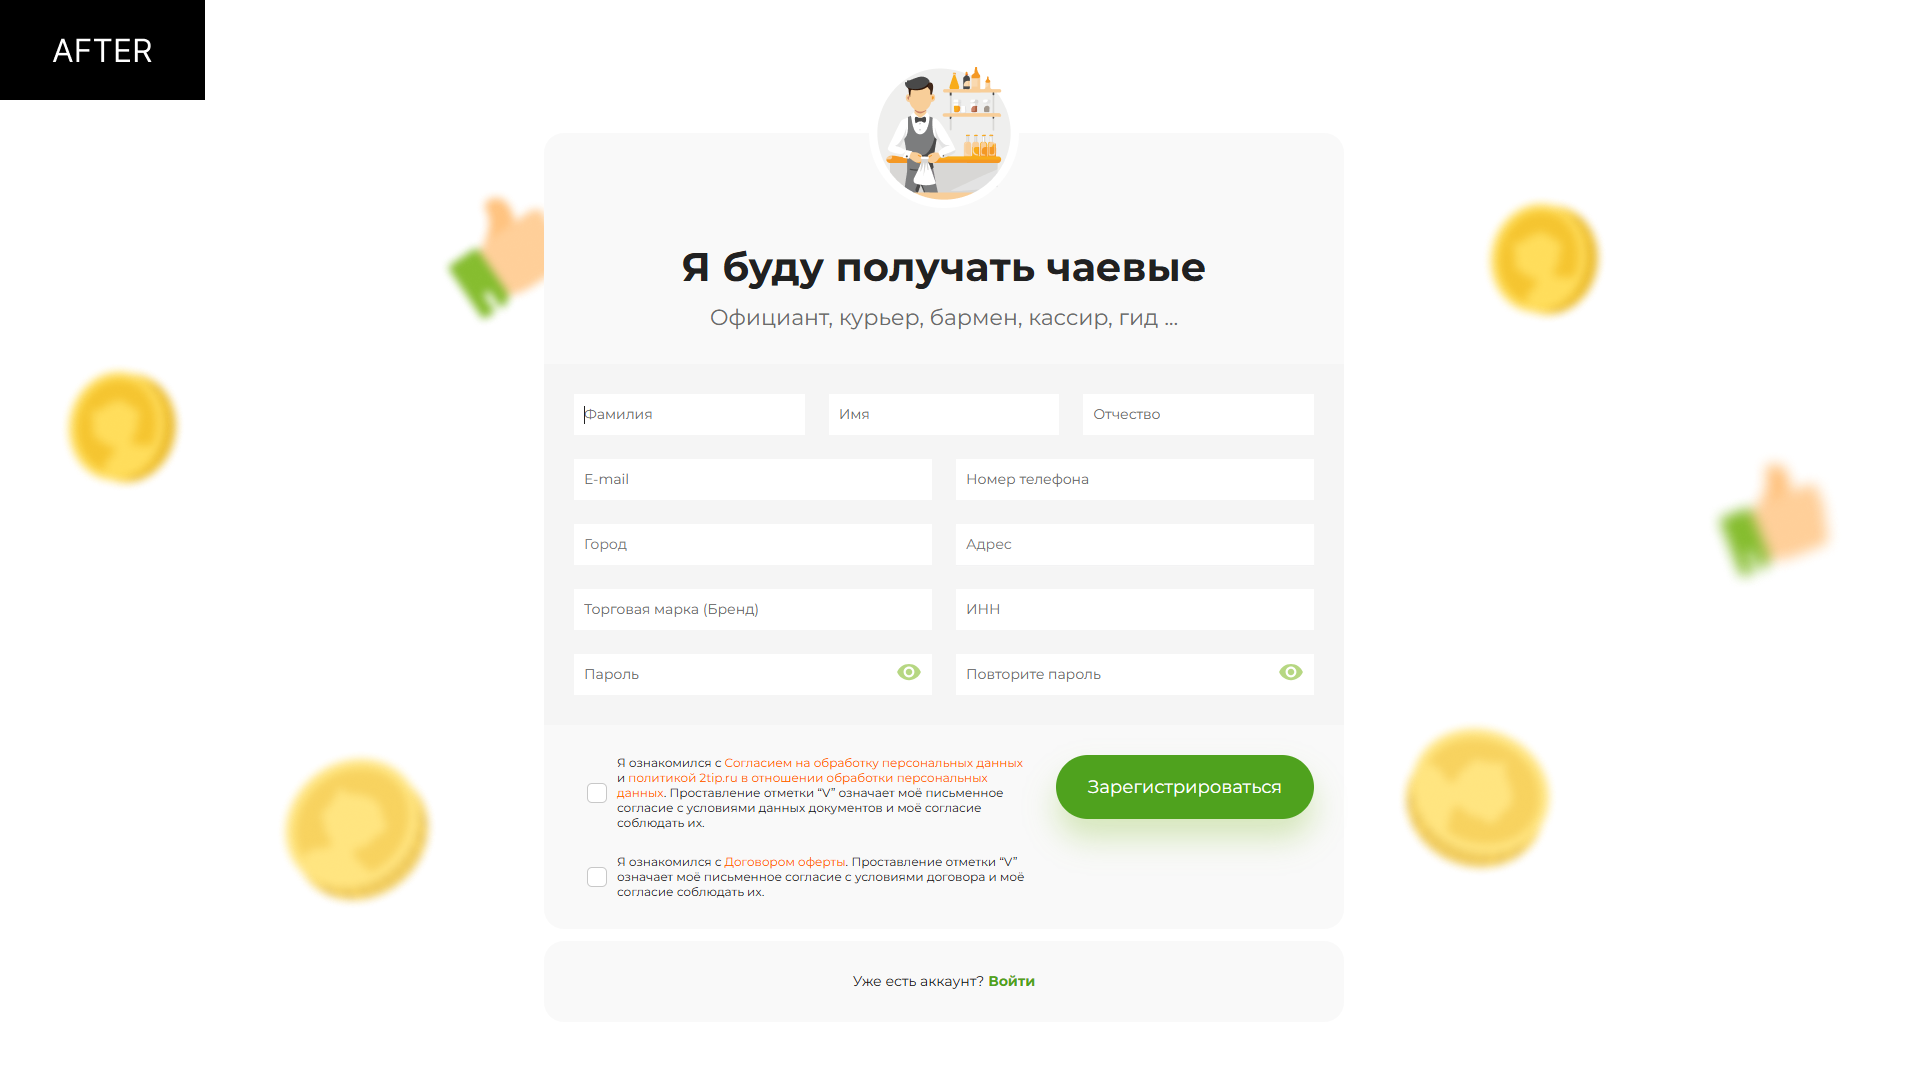 AFTER
Я буду получать чаевые
Официант, курьер, бармен, кассир, гид ...
Фамилия
Имя
Отчество
E-mail
Номер телефона
Город
Адрес
Торговая марка (Бренд)
ИНН
Пароль
Повторите пароль
Я ознакомился с Согласием на обработку персональных данных
и политикой 2tip.ru в отношении обработки персональных
данных. Проставление отметки “V” означает моё письменное
согласие с условиями данных документов и моё согласие
соблюдать их.
Зарегистрироваться
Я ознакомился с Договором оферты. Проставление отметки “V”
означает моё письменное согласие с условиями договора и моё
согласие соблюдать их.
Уже есть аккаунт? Войти